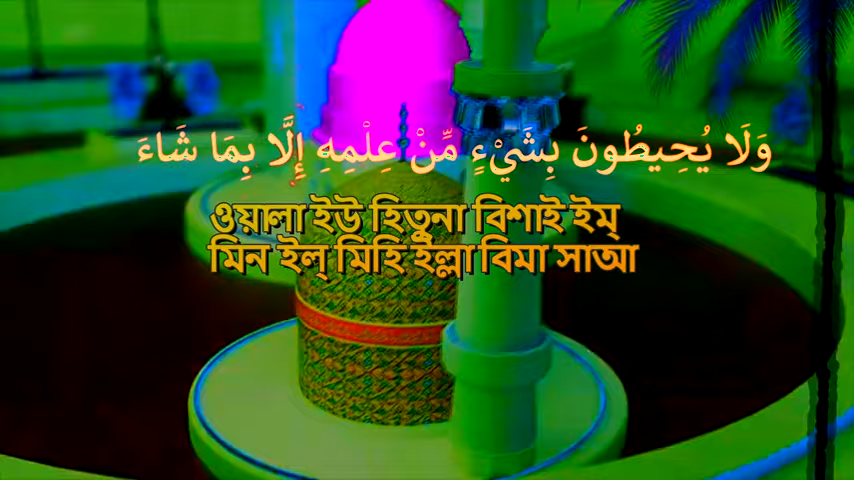 وَلَا يُحِيطُونَ بِشَيْءٍ مِّنْ عِلْمِهِ إِلَّا بِمَا شَاءَ
ওয়ালা ইউ হিতুনা বিশাই ইম্
মিন ইল্ মিহি ইল্লা বিমা সাআ